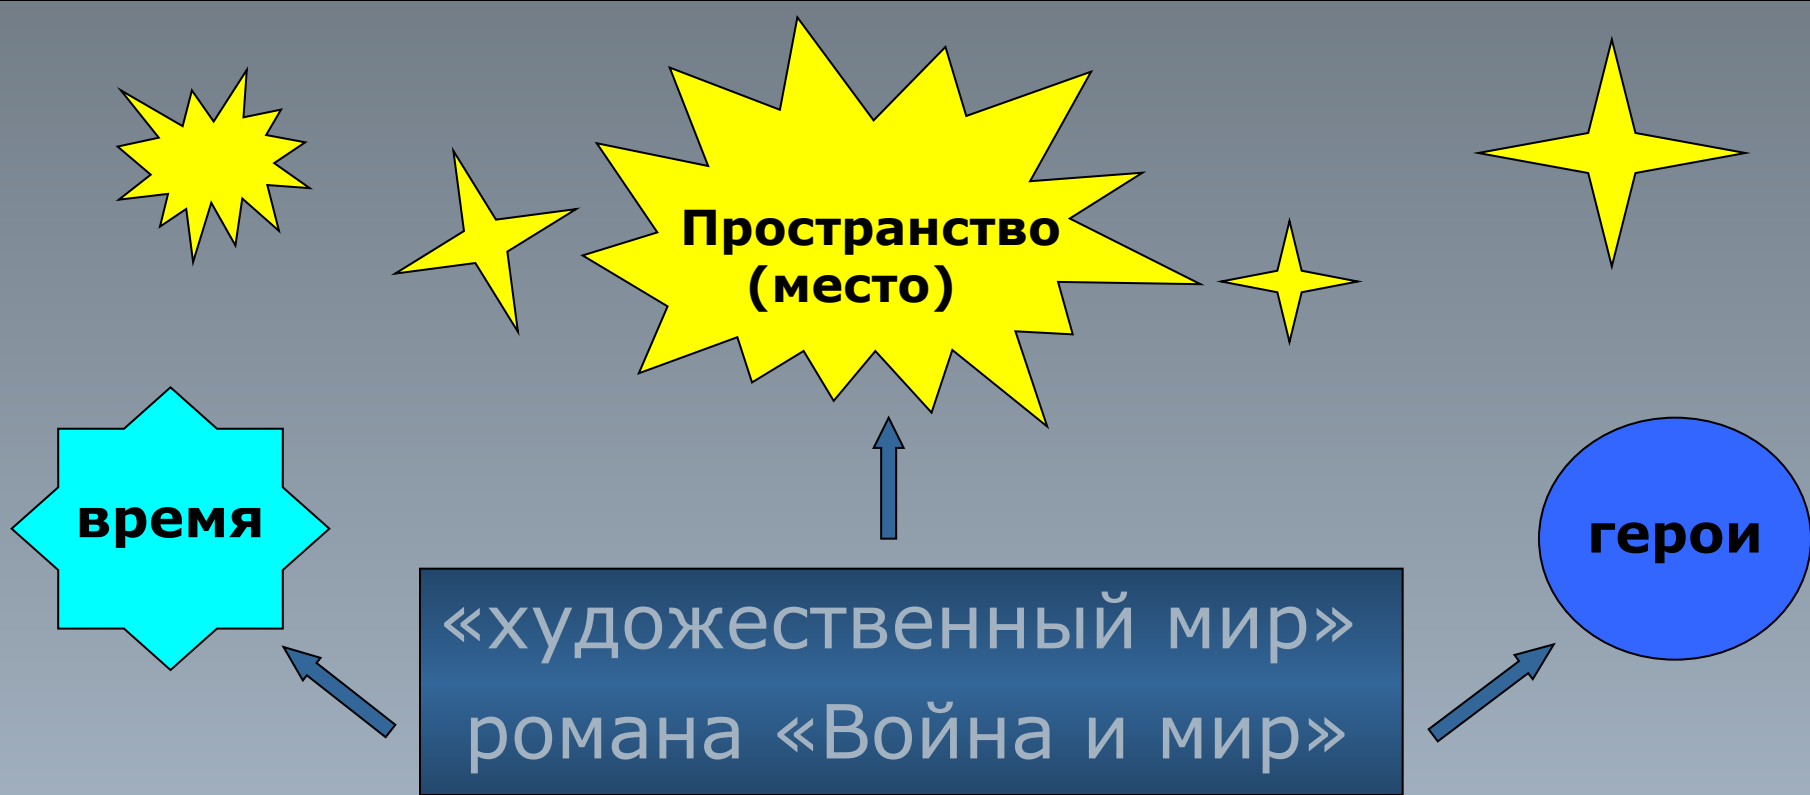 Пространство
(место)
время
герои
«художественный мир»
романа «Война и мир»